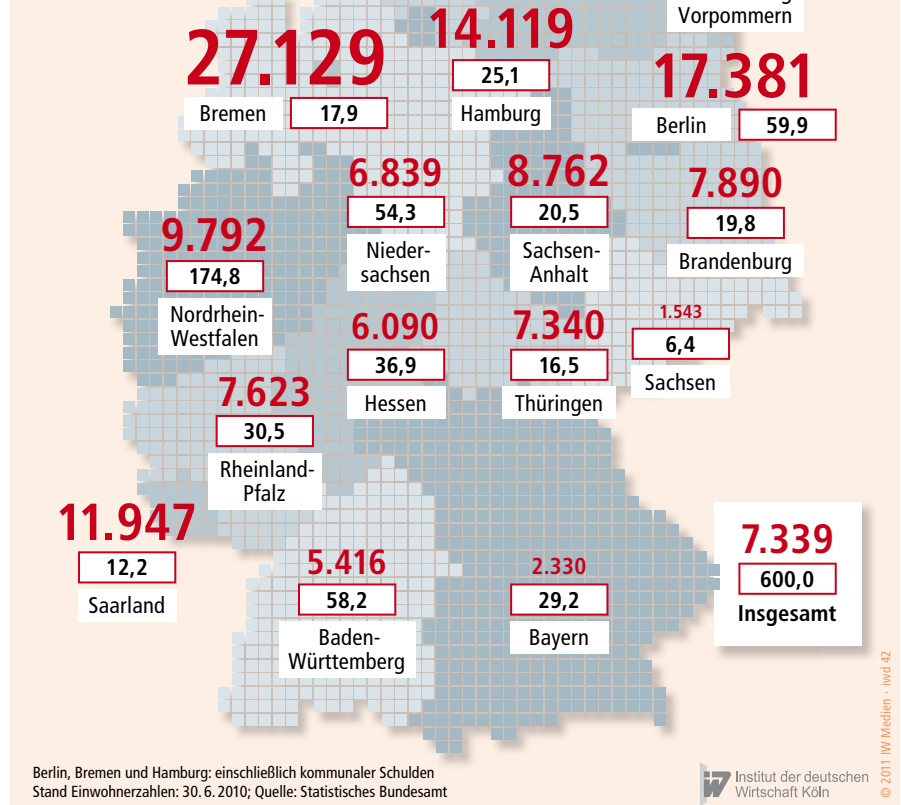 Vorpommern
27.129
17,9
Bremen
14.119
25,1
Hamburg
17.381
59,9
Berlin
6.839
54,3
Nieder-
sachsen
8.762
20,5
Sachsen-
Anhalt
7.890
19,8
Brandenburg
9.792
174,8
Nordrhein-
Westfalen
6.090
36,9
Hessen
7.340
16,5
Thüringen
1.543
6,4
Sachsen
7.623
30,5
Rheinland-
Pfalz
11.947
12,2
Saarland
5.416
58,2
Baden-
Württemberg
2.330
29,2
Bayern
7.339
600,0
Insgesamt
Berlin, Bremen und Hamburg: einschließlich kommunaler Schulden
Stand Einwohnerzahlen: 30. 6. 2010; Quelle: Statistisches Bundesamt
iw Institut der deutschen
Wirtschaft Köln
© 2011 IW Medien · iwd 42